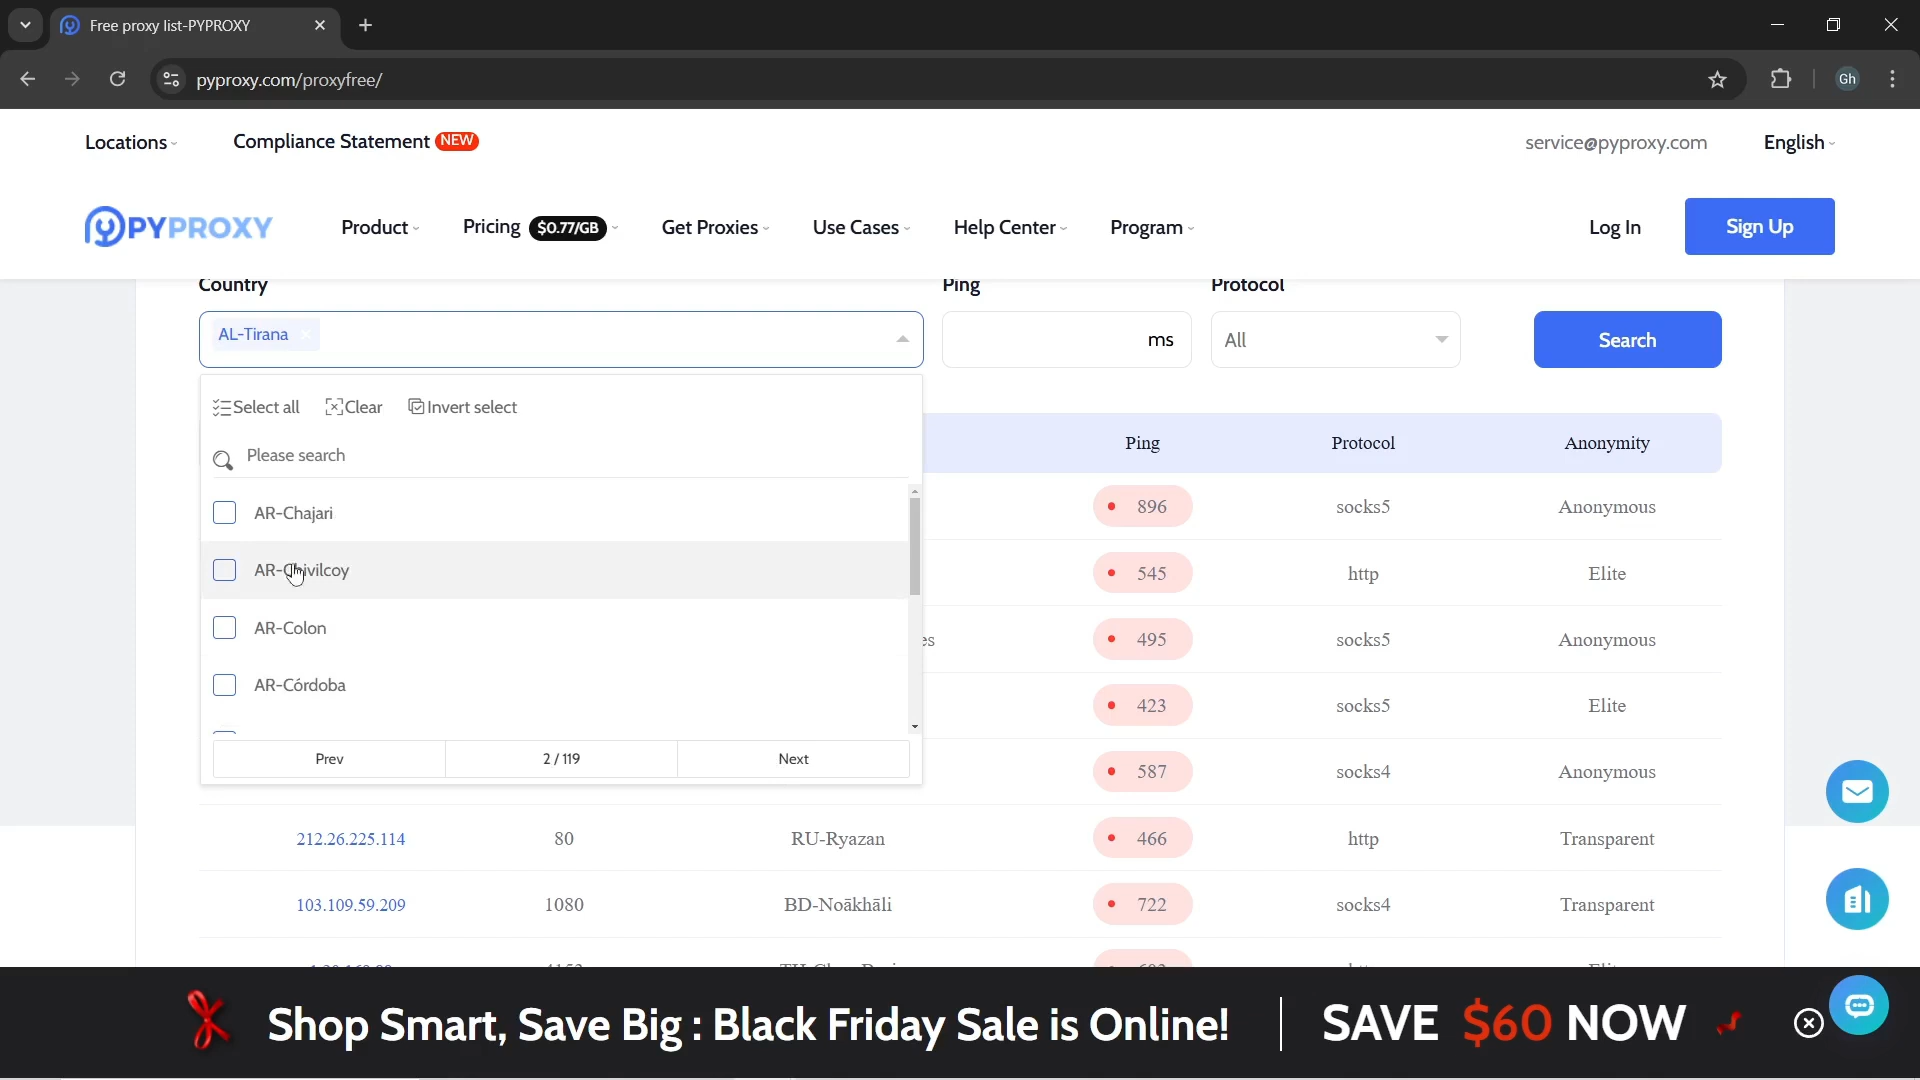 Free proxy list-PYPROXY
pyproxy.com/proxyfree/
Gh
Locations
Compliance Statement NEW
service@pyproxy.com
English
PYPROXY
Product
Pricing $0.77/GB
Get Proxies
Use Cases
Help Center
Program
Log In
Sign Up
Country
Ping
Protocol
AL-Tirana
ms
All
Search
Select all
Clear
Invert select
Please search
AR-Chajari
AR-Chivilcoy
AR-Colon
AR-Córdoba
Prev
2 / 119
Next
Ping Protocol Anonymity
896 socks5 Anonymous
545 http Elite
es 495 socks5 Anonymous
423 socks5 Elite
587 socks4 Anonymous
212.26.225.114 80 RU-Ryazan 466 http Transparent
103.109.59.209 1080 BD-Noākhāli 722 socks4 Transparent
Shop Smart, Save Big : Black Friday Sale is Online!
SAVE $60 NOW